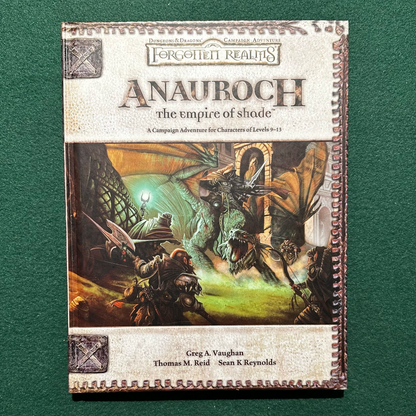 Dungeons & Dragons® Campaign Adventure
Forgotten Realms
Anauroch
The Empire of Shade™
A Campaign Adventure for Characters of Levels 9–13
Greg A. Vaughan
Thomas M. Reid Sean K Reynolds